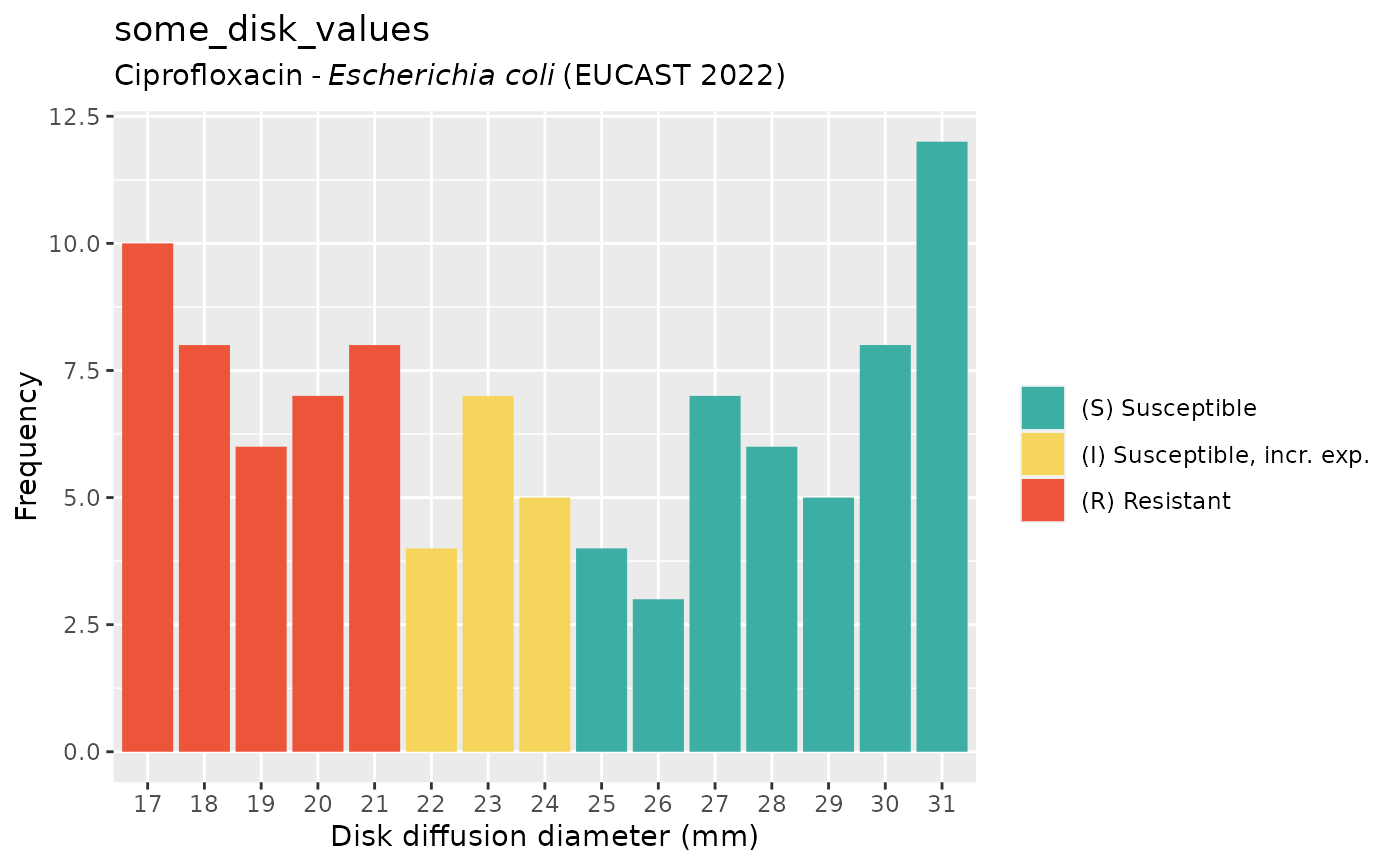 some_disk_values
Ciprofloxacin - Escherichia coli (EUCAST 2022)
Frequency
12.5
10.0
7.5
5.0
2.5
0.0
17 18 19 20 21 22 23 24 25 26 27 28 29 30 31
Disk diffusion diameter (mm)
(S) Susceptible
(I) Susceptible, incr. exp.
(R) Resistant